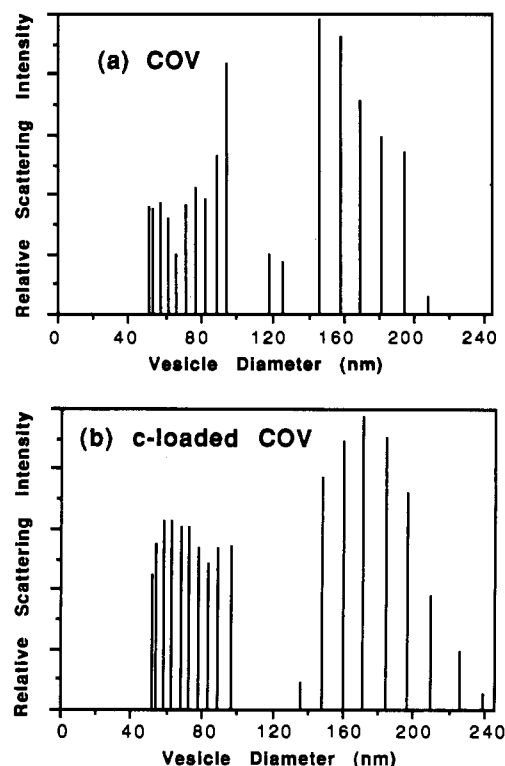 (a) COV
Relative Scattering Intensity
0 40 80 120 160 200 240
Vesicle Diameter (nm)
(b) c-loaded COV
Relative Scattering Intensity
0 40 80 120 160 200 240
Vesicle Diameter (nm)